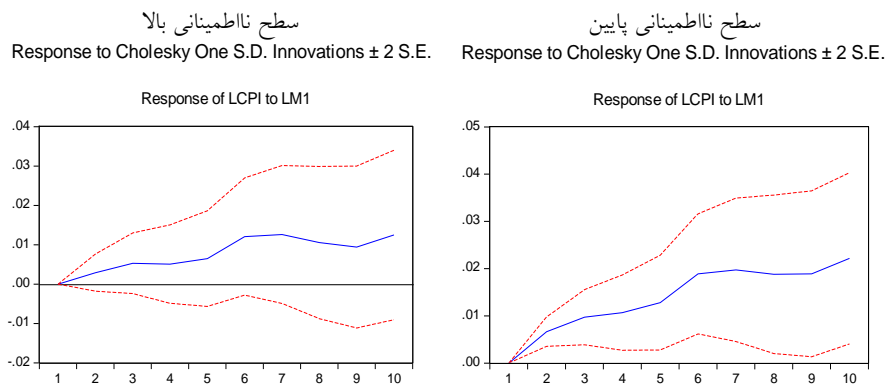 سطح نااطمینانی بالا
Response to Cholesky One S.D. Innovations ± 2 S.E.
Response of LCPI to LM1
.04
.03
.02
.01
.00
-.01
-.02
1 2 3 4 5 6 7 8 9 10
سطح نااطمینانی پایین
Response to Cholesky One S.D. Innovations ± 2 S.E.
Response of LCPI to LM1
.05
.04
.03
.02
.01
.00
1 2 3 4 5 6 7 8 9 10